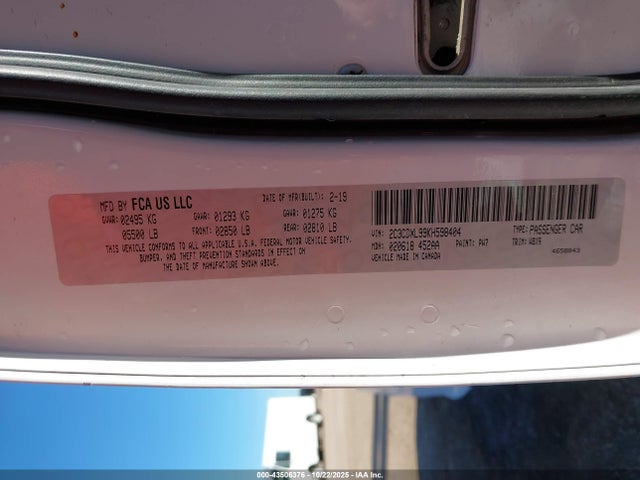 MFD BY FCA US LLC
DATE OF MFR(BUILT): 2-19
GVWR: 02495 KG
05500 LB
GAWR: 01293 KG
FRONT: 02850 LB
GAWR: 01275 KG
REAR: 02810 LB
THIS VEHICLE CONFORMS TO ALL APPLICABLE U.S.A. FEDERAL MOTOR VEHICLE SAFETY,
BUMPER, AND THEFT PREVENTION STANDARDS IN EFFECT ON THE DATE OF
MANUFACTURE SHOWN ABOVE.
VIN: 2C3CDXL99KH598404
TYPE: PASSENGER CAR
MDH: 020618 452AA
PAINT: PW7
TRIM: ABX9
VEHICLE MADE IN CANADA
4658843
000-43506376 - 10/22/2025 - IAA Inc.